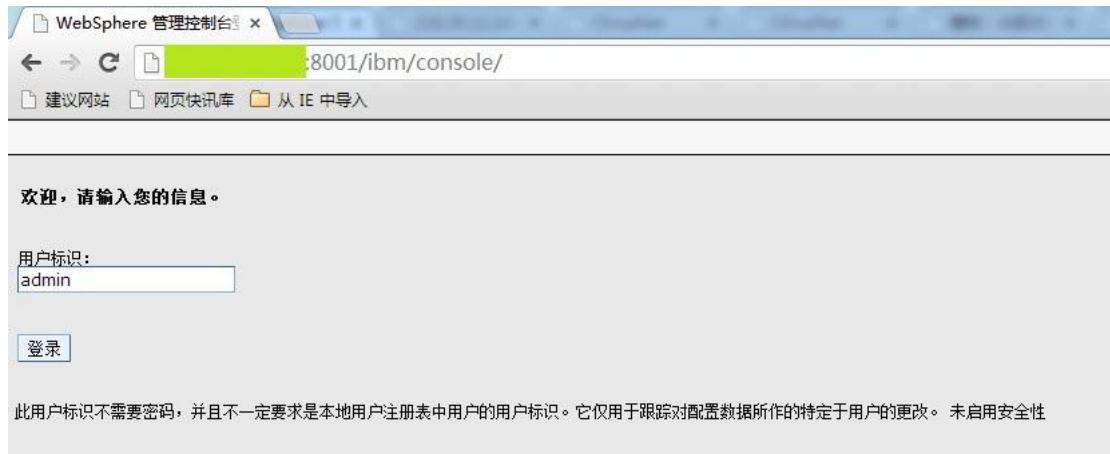 WebSphere 管理控制台
:8001/ibm/console/
建议网站 网页快讯库 从 IE 中导入
欢迎，请输入您的信息。
用户标识：
admin
登录
此用户标识不需要密码，并且不一定要求是本地用户注册表中用户的用户标识。它仅用于跟踪对配置数据所作的特定于用户的更改。 未启用安全性